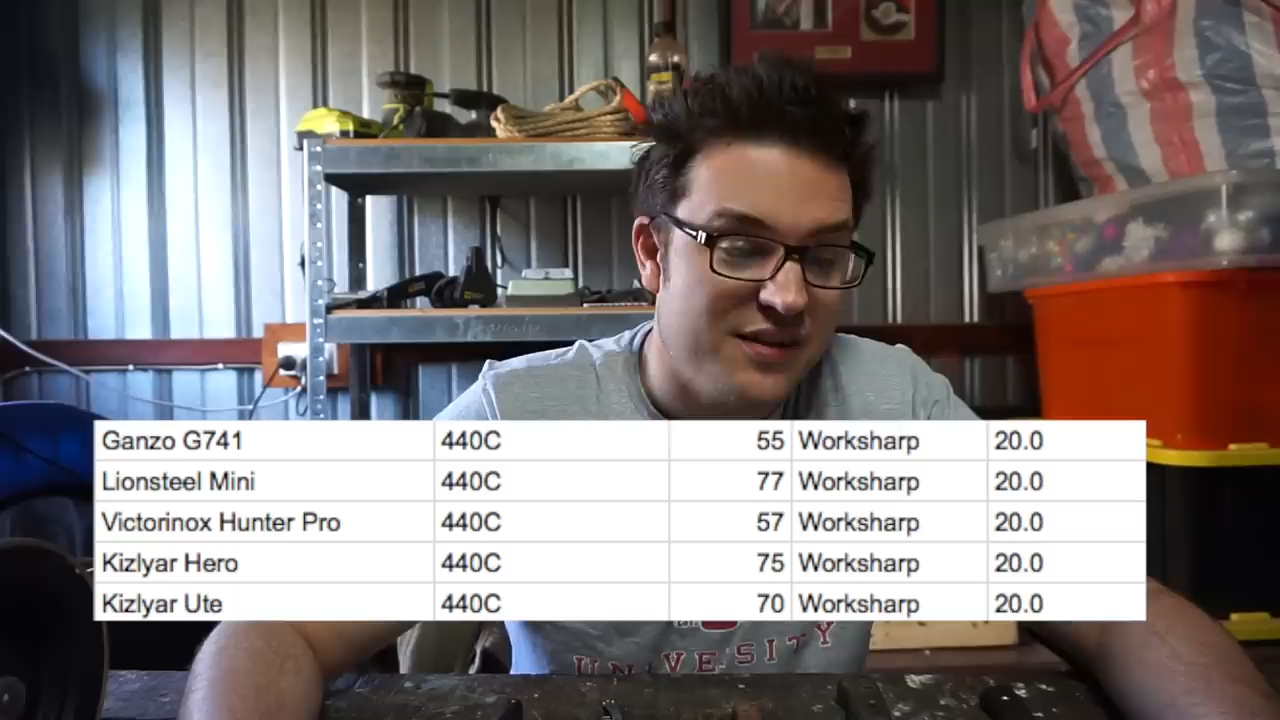 Ganzo G741 440C 55 Worksharp 20.0
Lionsteel Mini 440C 77 Worksharp 20.0
Victorinox Hunter Pro 440C 57 Worksharp 20.0
Kizlyar Hero 440C 75 Worksharp 20.0
Kizlyar Ute 440C 70 Worksharp 20.0
UNIVERSITY